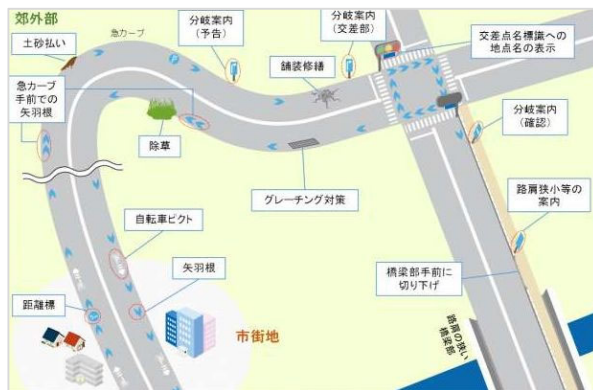 郊外部
急カーブ
土砂払い
分岐案内
（予告）
分岐案内
（交差部）
交差点名標識への
地点名の表示
舗装修繕
急カーブ
手前での
矢羽根
除草
グレーチング対策
分岐案内
（確認）
路肩狭小等の
案内
自転車ピクト
矢羽根
距離標
市街地
橋梁部手前に
切り下げ
路肩の狭い
橋梁部